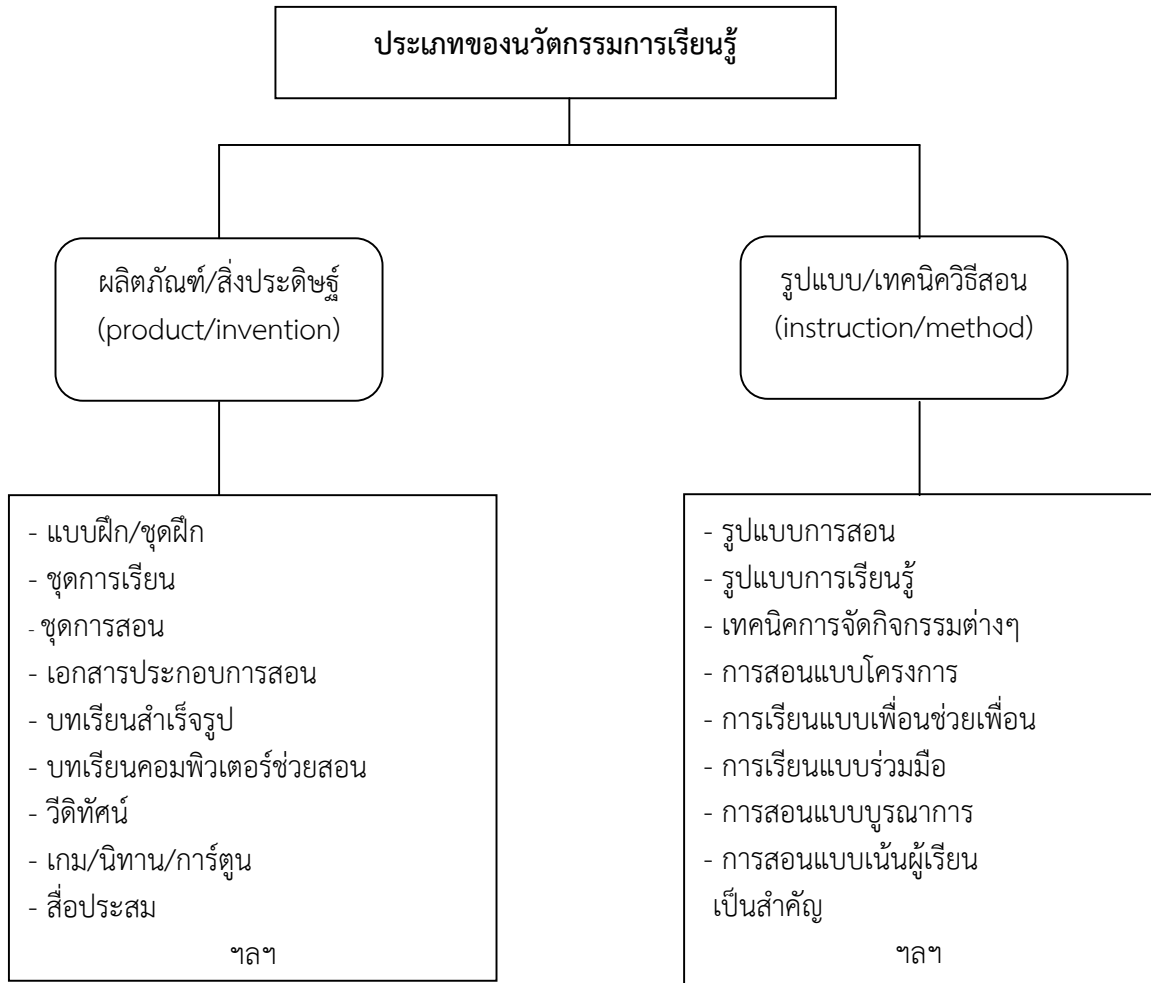 ประเภทของนวัตกรรมการเรียนรู้
ผลิตภัณฑ์/สิ่งประดิษฐ์
(product/invention)
- แบบฝึก/ชุดฝึก
- ชุดการเรียน
- ชุดการสอน
- เอกสารประกอบการสอน
- บทเรียนสำเร็จรูป
- บทเรียนคอมพิวเตอร์ช่วยสอน
- วีดิทัศน์
- เกม/นิทาน/การ์ตูน
- สื่อประสม
ฯลฯ
รูปแบบ/เทคนิควิธีสอน
(instruction/method)
- รูปแบบการสอน
- รูปแบบการเรียนรู้
- เทคนิคการจัดกิจกรรมต่างๆ
- การสอนแบบโครงการ
- การเรียนแบบเพื่อนช่วยเพื่อน
- การเรียนแบบร่วมมือ
- การสอนแบบบูรณาการ
- การสอนแบบเน้นผู้เรียน
เป็นสำคัญ
ฯลฯ